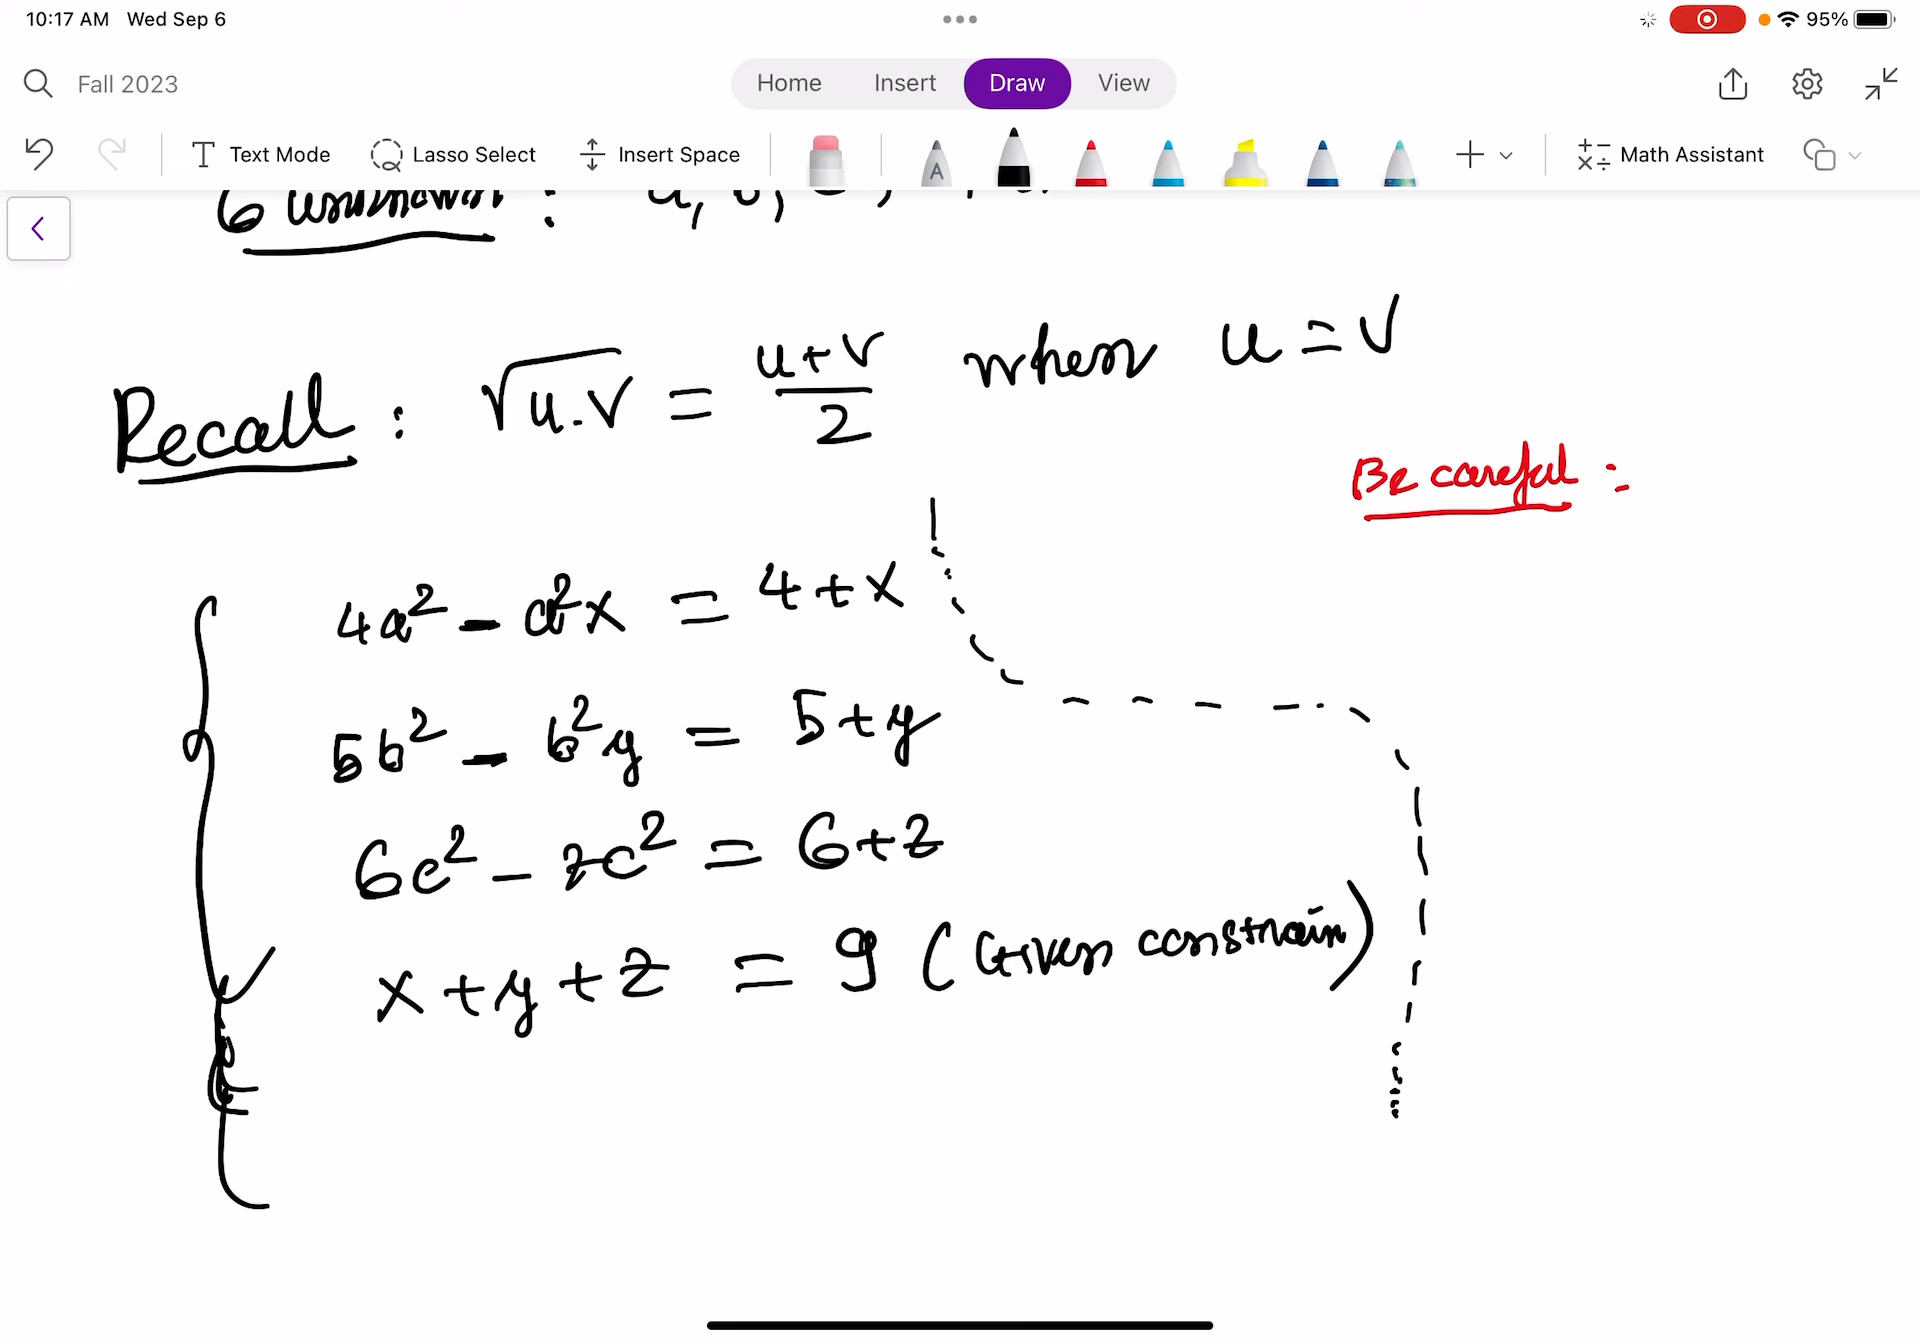 10:17 AM Wed Sep 6
95%
Fall 2023
Home Insert Draw View
Text Mode Lasso Select Insert Space A Math Assistant
6 unknown :
Recall : √u.v = (u+v)/2 when u = v
Be careful :
4a² - a²x = 4 + x
5b² - b²y = 5 + y
6c² - zc² = 6 + z
x + y + z = 9 (Given constrain)